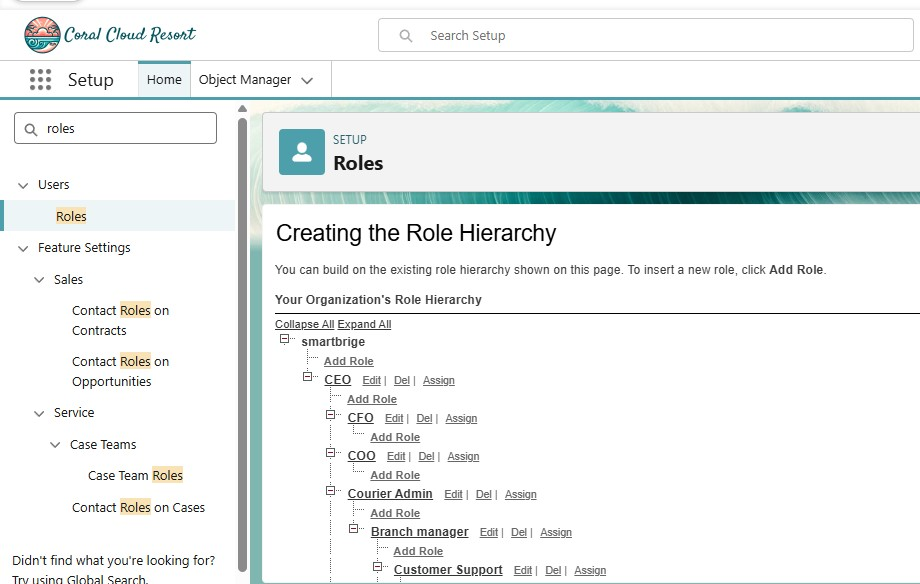 Coral Cloud Resort
Search Setup
Setup
Home
Object Manager
roles
Users
Roles
Feature Settings
Sales
Contact Roles on
Contracts
Contact Roles on
Opportunities
Service
Case Teams
Case Team Roles
Contact Roles on Cases
Didn't find what you're looking for?
Try using Global Search.
SETUP
Roles
Creating the Role Hierarchy
You can build on the existing role hierarchy shown on this page. To insert a new role, click Add Role.
Your Organization's Role Hierarchy
Collapse All Expand All
smartbrige
Add Role
CEO Edit | Del | Assign
Add Role
CFO Edit | Del | Assign
Add Role
COO Edit | Del | Assign
Add Role
Courier Admin Edit | Del | Assign
Add Role
Branch manager Edit | Del | Assign
Add Role
Customer Support Edit | Del | Assign